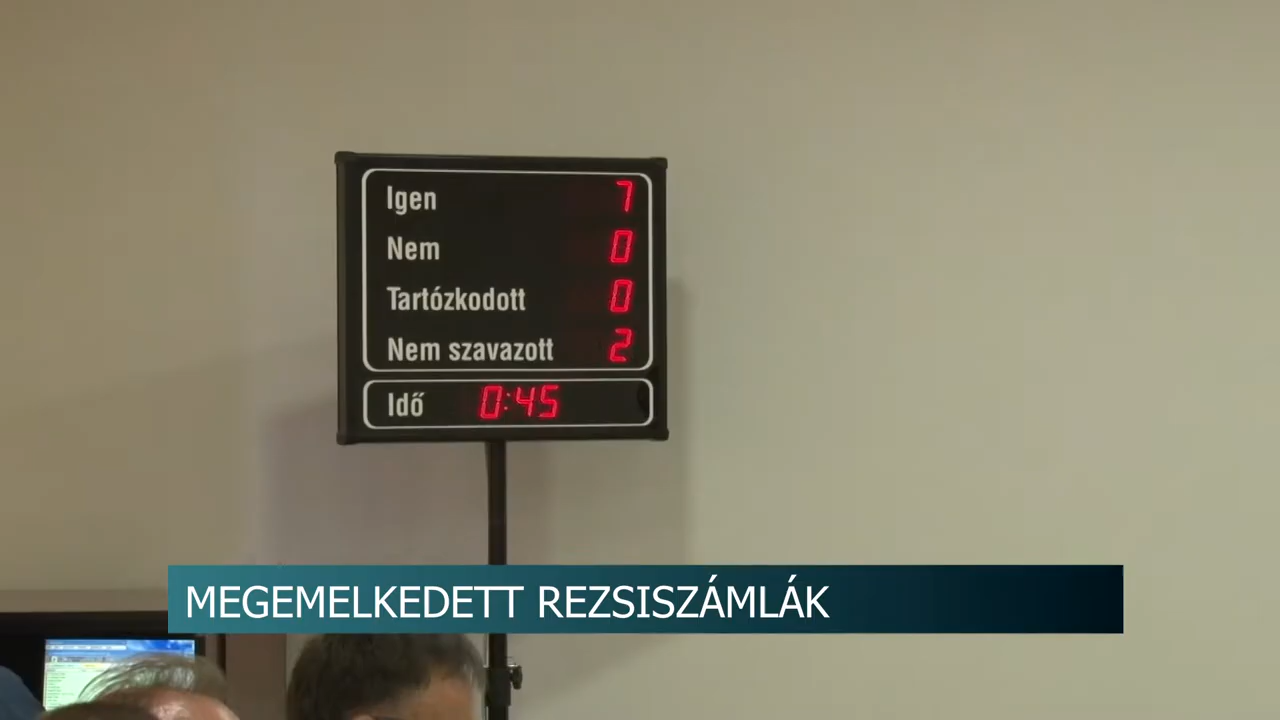 Igen 7
Nem 0
Tartózkodott 0
Nem szavazott 2
Idő 0:45
MEGEMELKEDETT REZSISZÁMLÁK